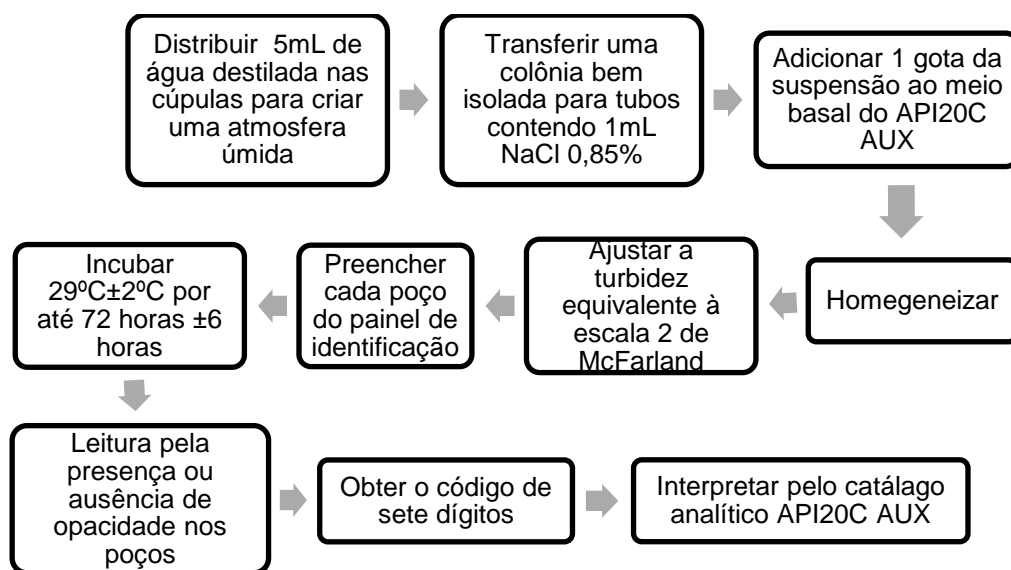 Distribuir 5mL de
água destilada nas
cúpulas para criar
uma atmosfera
úmida
Transferir uma
colônia bem
isolada para tubos
contendo 1mL
NaCl 0,85%
Adicionar 1 gota da
suspensão ao meio
basal do API20C
AUX
Homegeneizar
Ajustar a
turbidez
equivalente à
escala 2 de
McFarland
Preencher
cada poço
do painel de
identificação
Incubar
29ºC±2ºC por
até 72 horas ±6
horas
Leitura pela
presença ou
ausência de
opacidade nos
poços
Obter o código de
sete dígitos
Interpretar pelo catálago
analítico API20C AUX